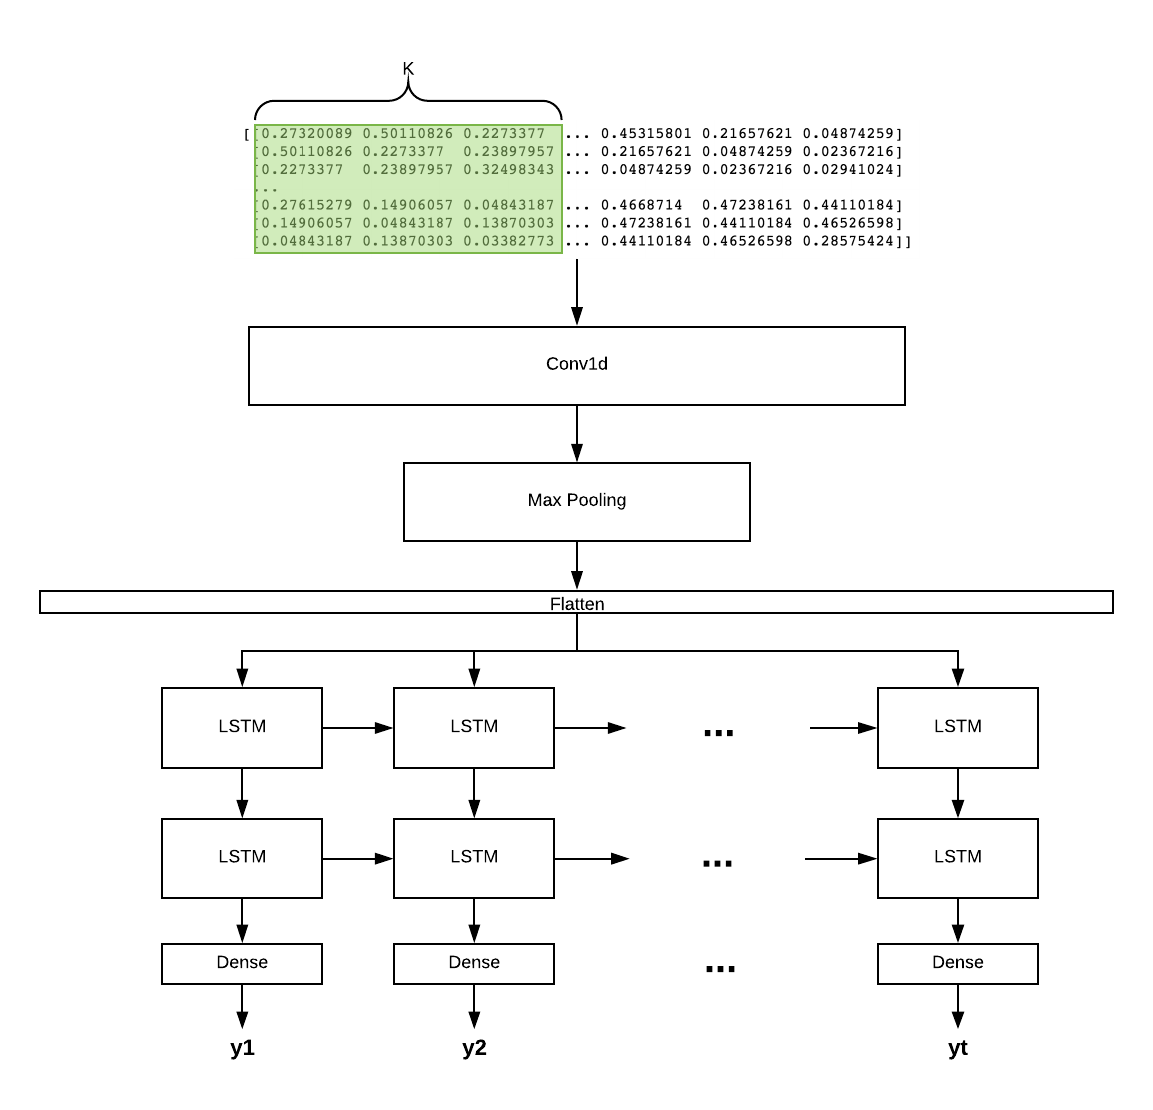 K
[[0.27320089 0.50110826 0.2273377 ... 0.45315801 0.21657621 0.04874259]
[0.50110826 0.2273377 0.23897957 ... 0.21657621 0.04874259 0.02367216]
[0.2273377 0.23897957 0.32498343 ... 0.04874259 0.02367216 0.02941024]
...
[0.27615279 0.14906057 0.04843187 ... 0.4668714 0.47238161 0.44110184]
[0.14906057 0.04843187 0.13870303 ... 0.47238161 0.44110184 0.46526598]
[0.04843187 0.13870303 0.03382773 ... 0.44110184 0.46526598 0.28575424]]
Conv1d
Max Pooling
Flatten
LSTM LSTM ... LSTM
LSTM LSTM ... LSTM
Dense Dense ... Dense
y1 y2 yt